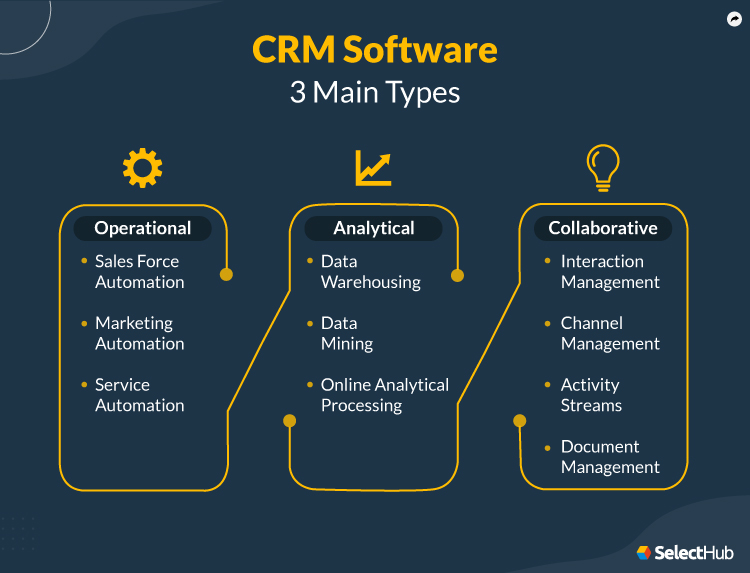 CRM Software
3 Main Types
Operational
Sales Force
Automation
Marketing
Automation
Service
Automation
Analytical
Data
Warehousing
Data
Mining
Online Analytical
Processing
Collaborative
Interaction
Management
Channel
Management
Activity
Streams
Document
Management
SelectHub